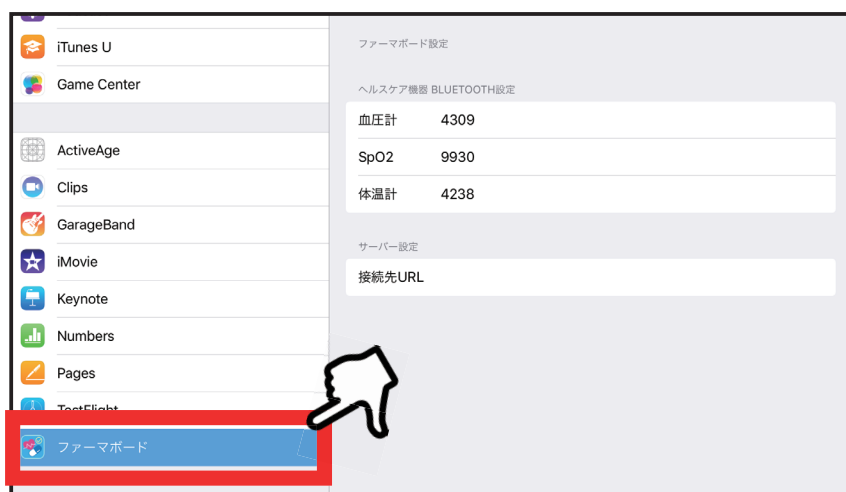 iTunes U
Game Center
ActiveAge
Clips
GarageBand
iMovie
Keynote
Numbers
Pages
TestFlight
ファーマボード
ファーマボード設定
ヘルスケア機器 BLUETOOTH設定
血圧計 4309
SpO2 9930
体温計 4238
サーバー設定
接続先URL